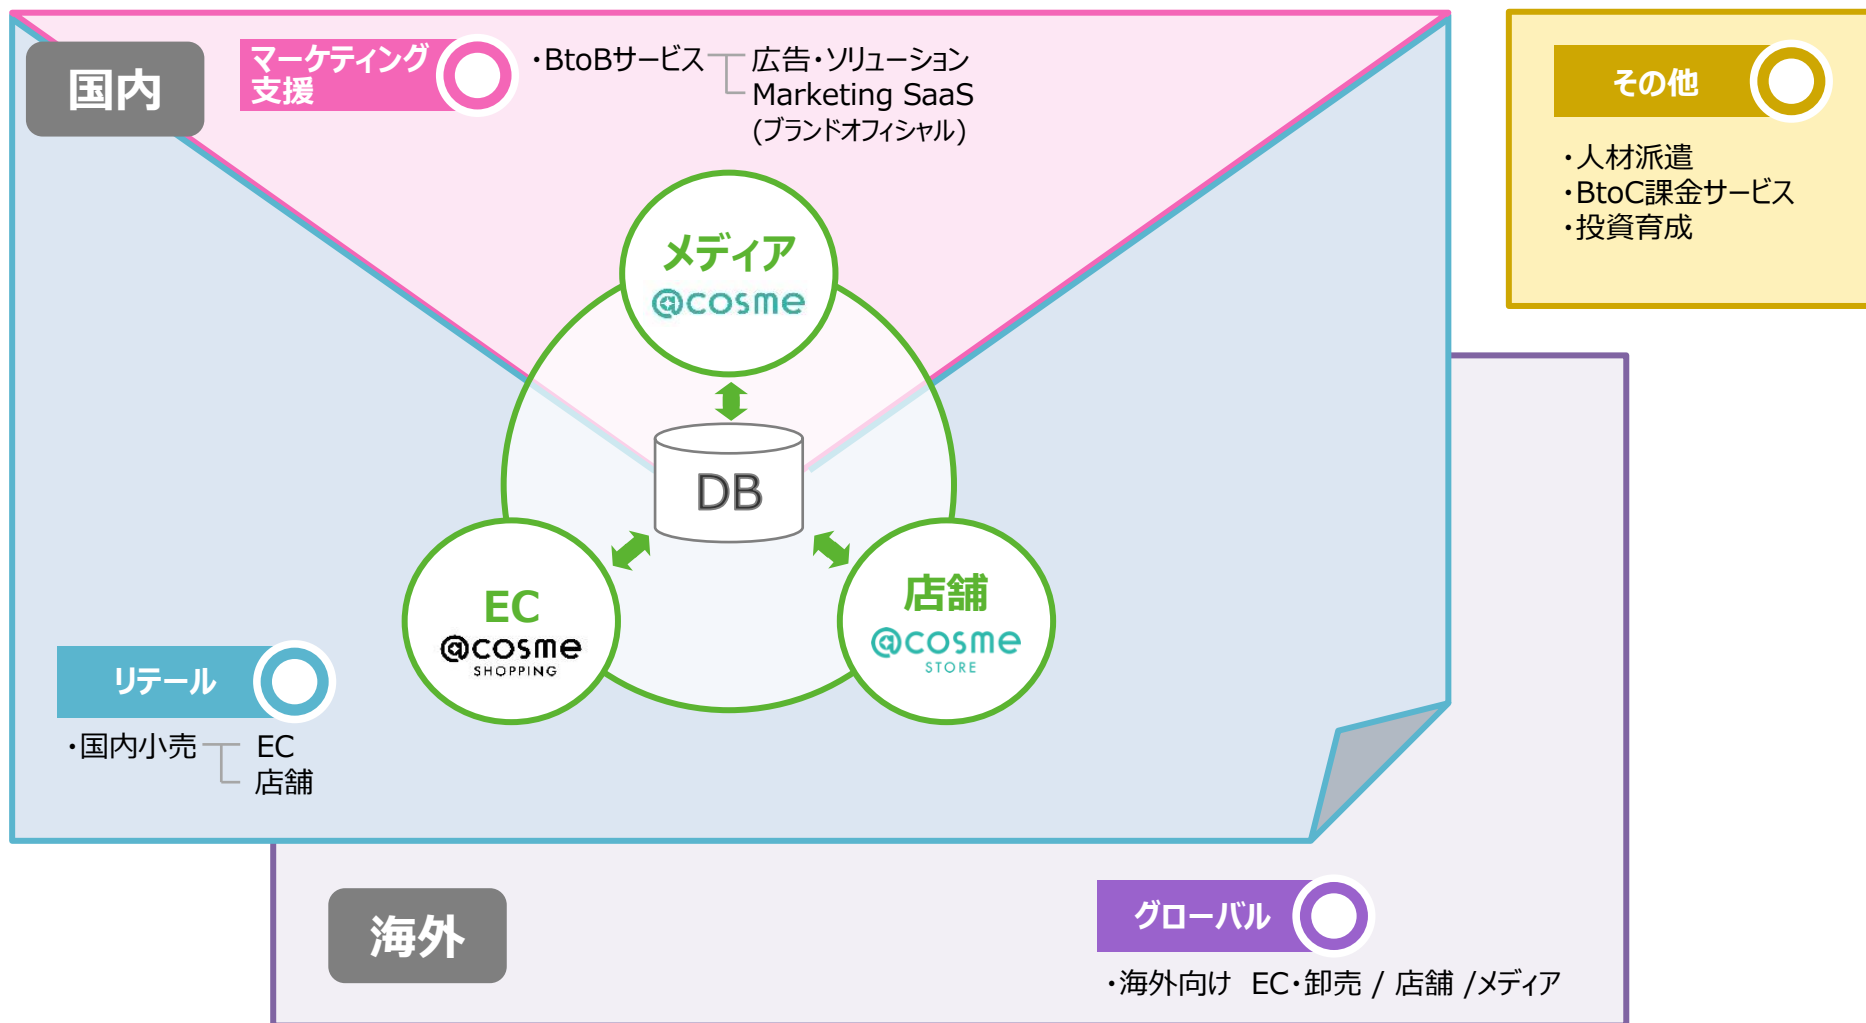 国内
マーケティング
支援
・BtoBサービス
広告・ソリューション
Marketing SaaS
(ブランドオフィシャル)
その他
・人材派遣
・BtoC課金サービス
・投資育成
メディア
@cosme
DB
EC
@cosme
SHOPPING
店舗
@cosme
STORE
リテール
・国内小売
EC
店舗
海外
グローバル
・海外向け EC・卸売 / 店舗 /メディア